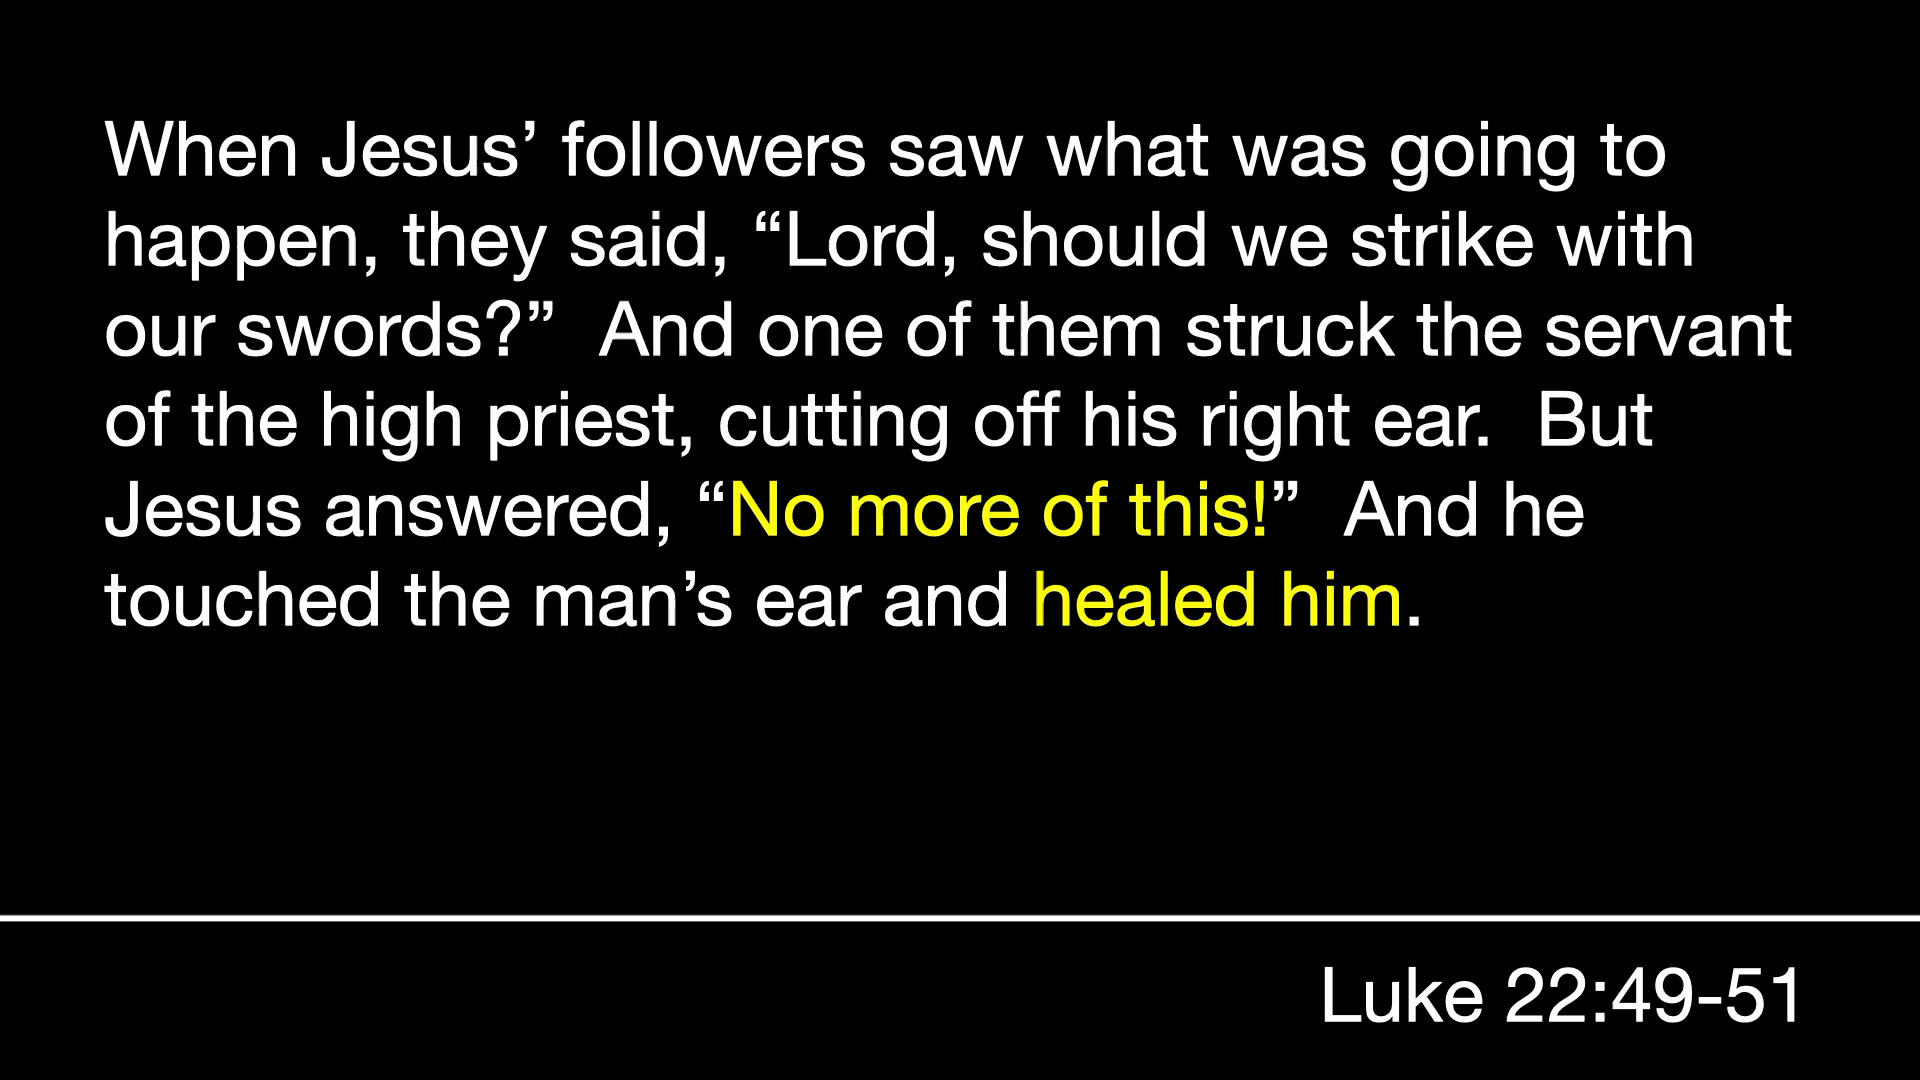 When Jesus’ followers saw what was going to
happen, they said, “Lord, should we strike with
our swords?”  And one of them struck the servant
of the high priest, cutting off his right ear.  But
Jesus answered, “No more of this!”  And he
touched the man’s ear and healed him.
Luke 22:49-51